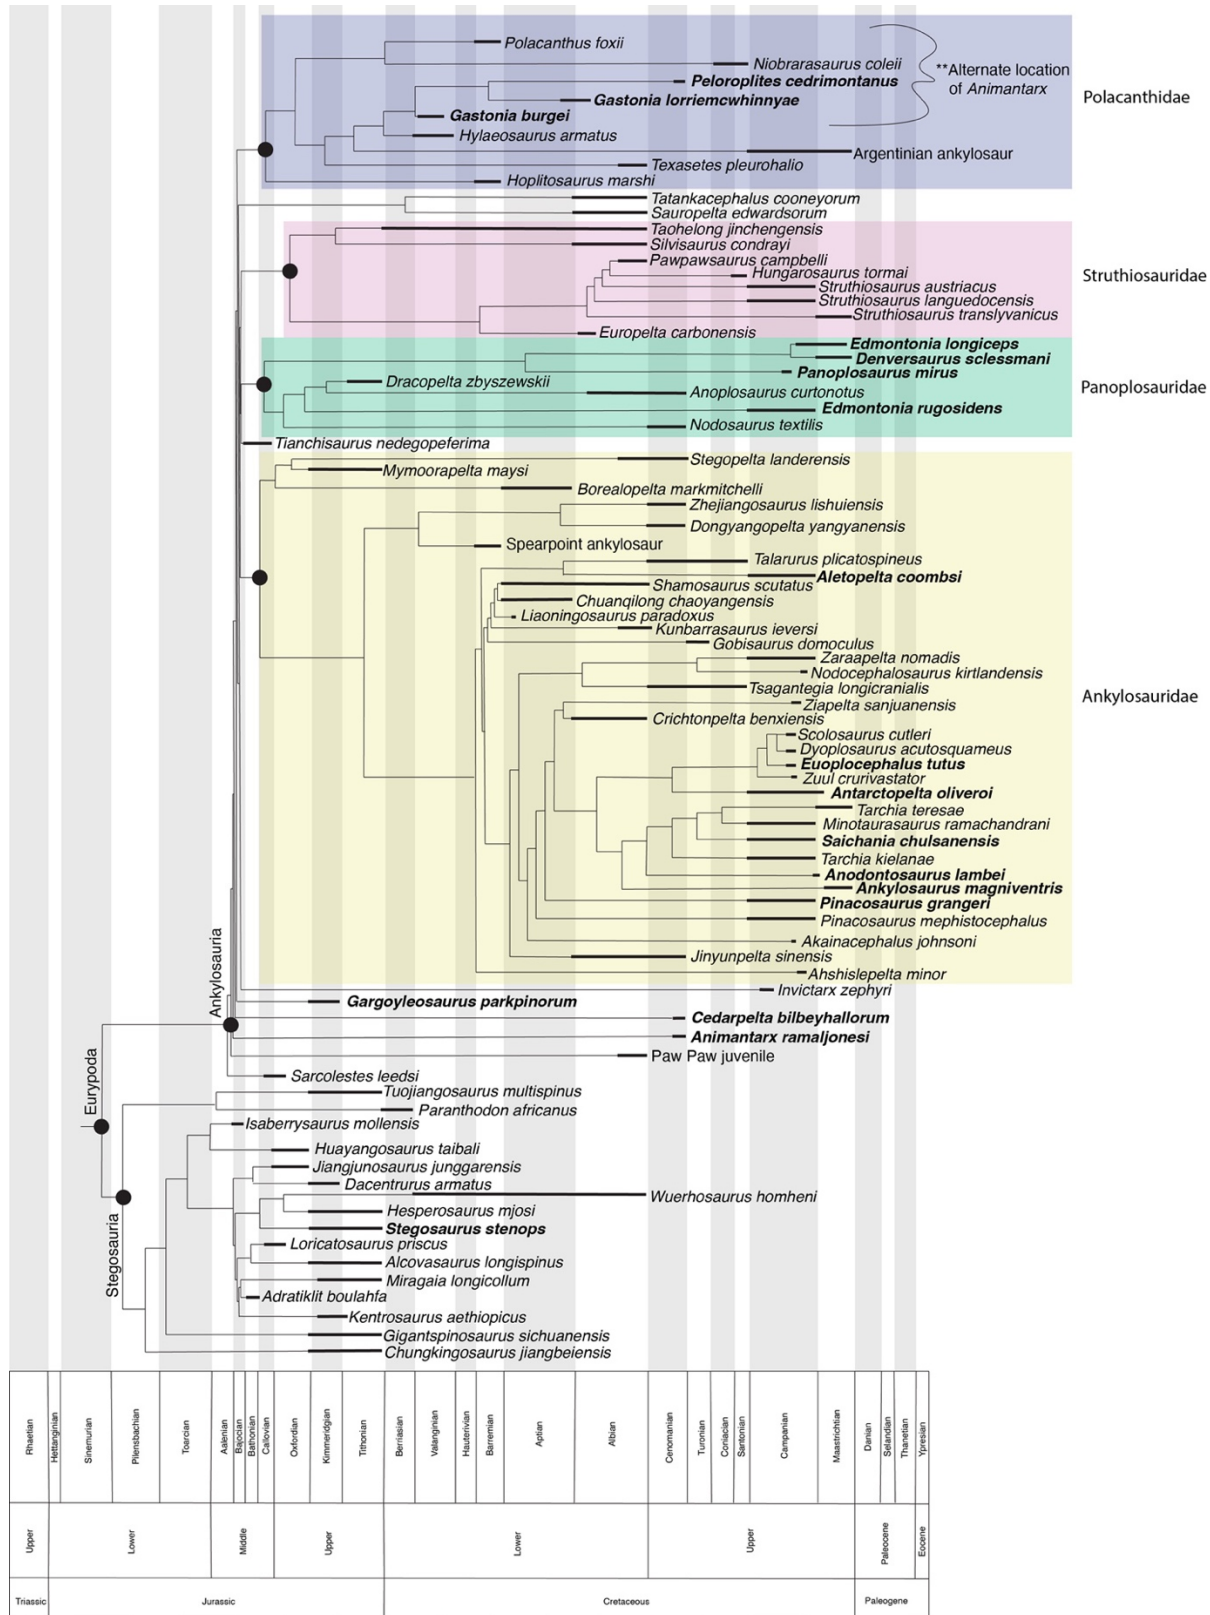 Polacanthus foxii
Niobrarasaurus coleii
**Alternate location
of Animantarx
Peloroplites cedrimontanus
Polacanthidae
Gastonia lorriemcwhinnyae
Gastonia burgei
Hylaeosaurus armatus
Argentinian ankylosaur
Texasetes pleurohalio
Hoplitosaurus marshi
Tatankacephalus cooneyorum
Sauropelta edwardsorum
Taohelong jinchengensis
Silvisaurus condrayi
Pawpawsaurus campbelli
Hungarosaurus tormai
Struthiosauridae
Struthiosaurus austriacus
Struthiosaurus languedocensis
Struthiosaurus translyvanicus
Europelta carbonensis
Edmontonia longiceps
Denversaurus sclessmani
Panoplosaurus mirus
Dracopelta zbyszewskii
Panoplosauridae
Anoplosaurus curtonotus
Edmontonia rugosidens
Nodosaurus textilis
Tianchisaurus nedegopeferima
Stegopelta landerensis
Mymoorapelta maysi
Borealopelta markmitchelli
Zhejiangosaurus lishuiensis
Dongyangopelta yangyanensis
Spearpoint ankylosaur
Talarurus plicatospineus
Aletopelta coombsi
Shamosaurus scutatus
Chuanqilong chaoyangensis
Liaoningosaurus paradoxus
Kunbarrasaurus ieversi
Gobisaurus domoculus
Zaraapelta nomadis
Nodocephalosaurus kirtlandensis
Tsagantegia longicranialis
Ankylosauridae
Ziapelta sanjuanensis
Crichtonpelta benxiensis
Scolosaurus cutleri
Dyoplosaurus acutosquameus
Euoplocephalus tutus
Zuul crurivastator
Antarctopelta oliveroi
Tarchia teresae
Minotaurasaurus ramachandrani
Saichania chulsanensis
Tarchia kielanae
Anodontosaurus lambei
Ankylosaurus magniventris
Pinacosaurus grangeri
Pinacosaurus mephistocephalus
Akainacephalus johnsoni
Jinyunpelta sinensis
Ahshislepelta minor
Ankylosauria
Invictarx zephyri
Gargoyleosaurus parkpinorum
Cedarpelta bilbeyhallorum
Animantarx ramaljonesi
Paw Paw juvenile
Sarcolestes leedsi
Eurypoda
Tuojiangosaurus multispinus
Paranthodon africanus
Isaberrysaurus mollensis
Huayangosaurus taibali
Jiangjunosaurus junggarensis
Dacentrurus armatus
Wuerhosaurus homheni
Hesperosaurus mjosi
Stegosaurus stenops
Stegosauria
Loricatosaurus priscus
Alcovasaurus longispinus
Miragaia longicollum
Adratiklit boulahfa
Kentrosaurus aethiopicus
Gigantspinosaurus sichuanensis
Chungkingosaurus jiangbeiensis
Rhaetian
Hettanginian
Sinemurian
Pliensbachian
Toarcian
Aalenian
Bajocian
Bathonian
Callovian
Oxfordian
Kimmeridgian
Tithonian
Berriasian
Valanginian
Hauterivian
Barremian
Aptian
Albian
Cenomanian
Turonian
Coniacian
Santonian
Campanian
Maastrichtian
Danian
Selandian
Thanetian
Ypresian
Upper
Lower
Middle
Upper
Lower
Upper
Paleocene
Eocene
Triassic
Jurassic
Cretaceous
Paleogene